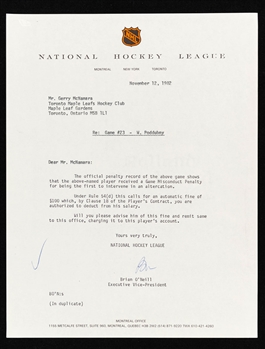 NATIONAL HOCKEY LEAGUE
MONTREAL NEW YORK TORONTO
November 12, 1982
Mr. Gerry McNamara
Toronto Maple Leafs Hockey Club
Maple Leaf Gardens
Toronto, Ontario M5B 1L1
Re: Game #23 - W. Poddubny
Dear Mr. McNamara:
The official penalty record of the above game shows
that the above-named player received a Game Misconduct Penalty
for being the first to intervene in an altercation.
Under Rule 54(d) this calls for an automatic fine of
$100 which, by Clause 18 of the Player's Contract, you are
authorized to deduct from his salary.
Will you please advise him of this fine and remit same
to this office, charging it to this player's account.
Yours very truly,
NATIONAL HOCKEY LEAGUE
Brian O'Neill
Executive Vice-President
BO'N:s
(In duplicate)
MONTREAL OFFICE